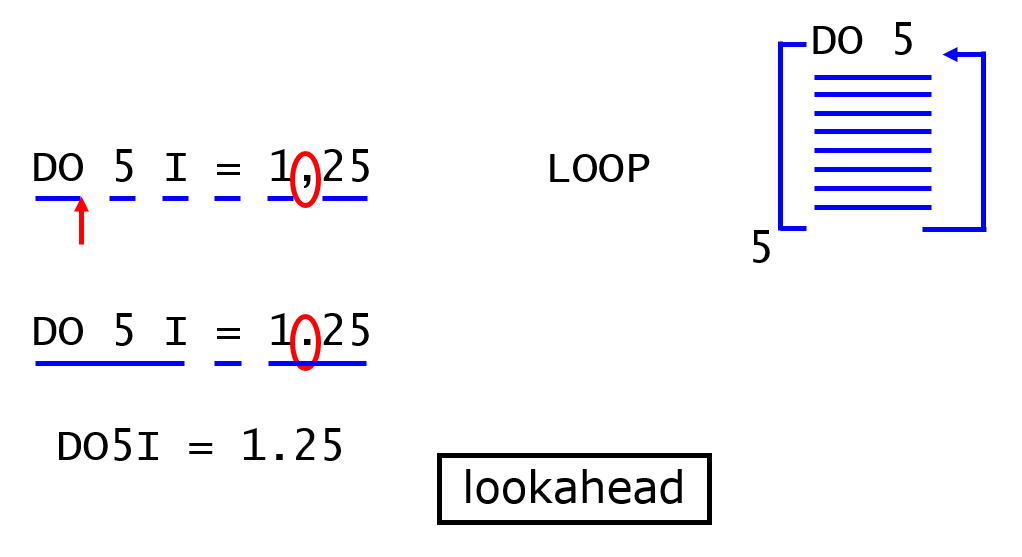 DO 5
DO 5 I = 1,25
LOOP
5
DO 5 I = 1.25
DO5I = 1.25
lookahead